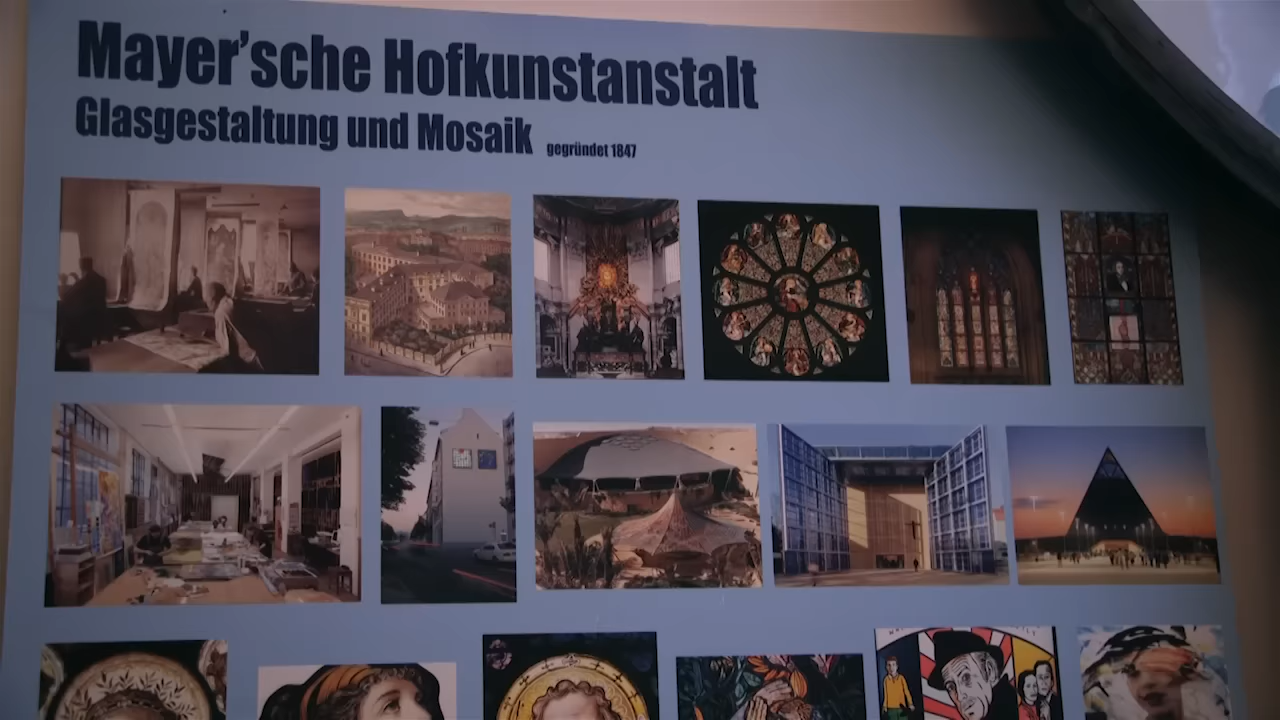 Mayer'sche Hofkunstanstalt
Glasgestaltung und Mosaik
gegründet 1847